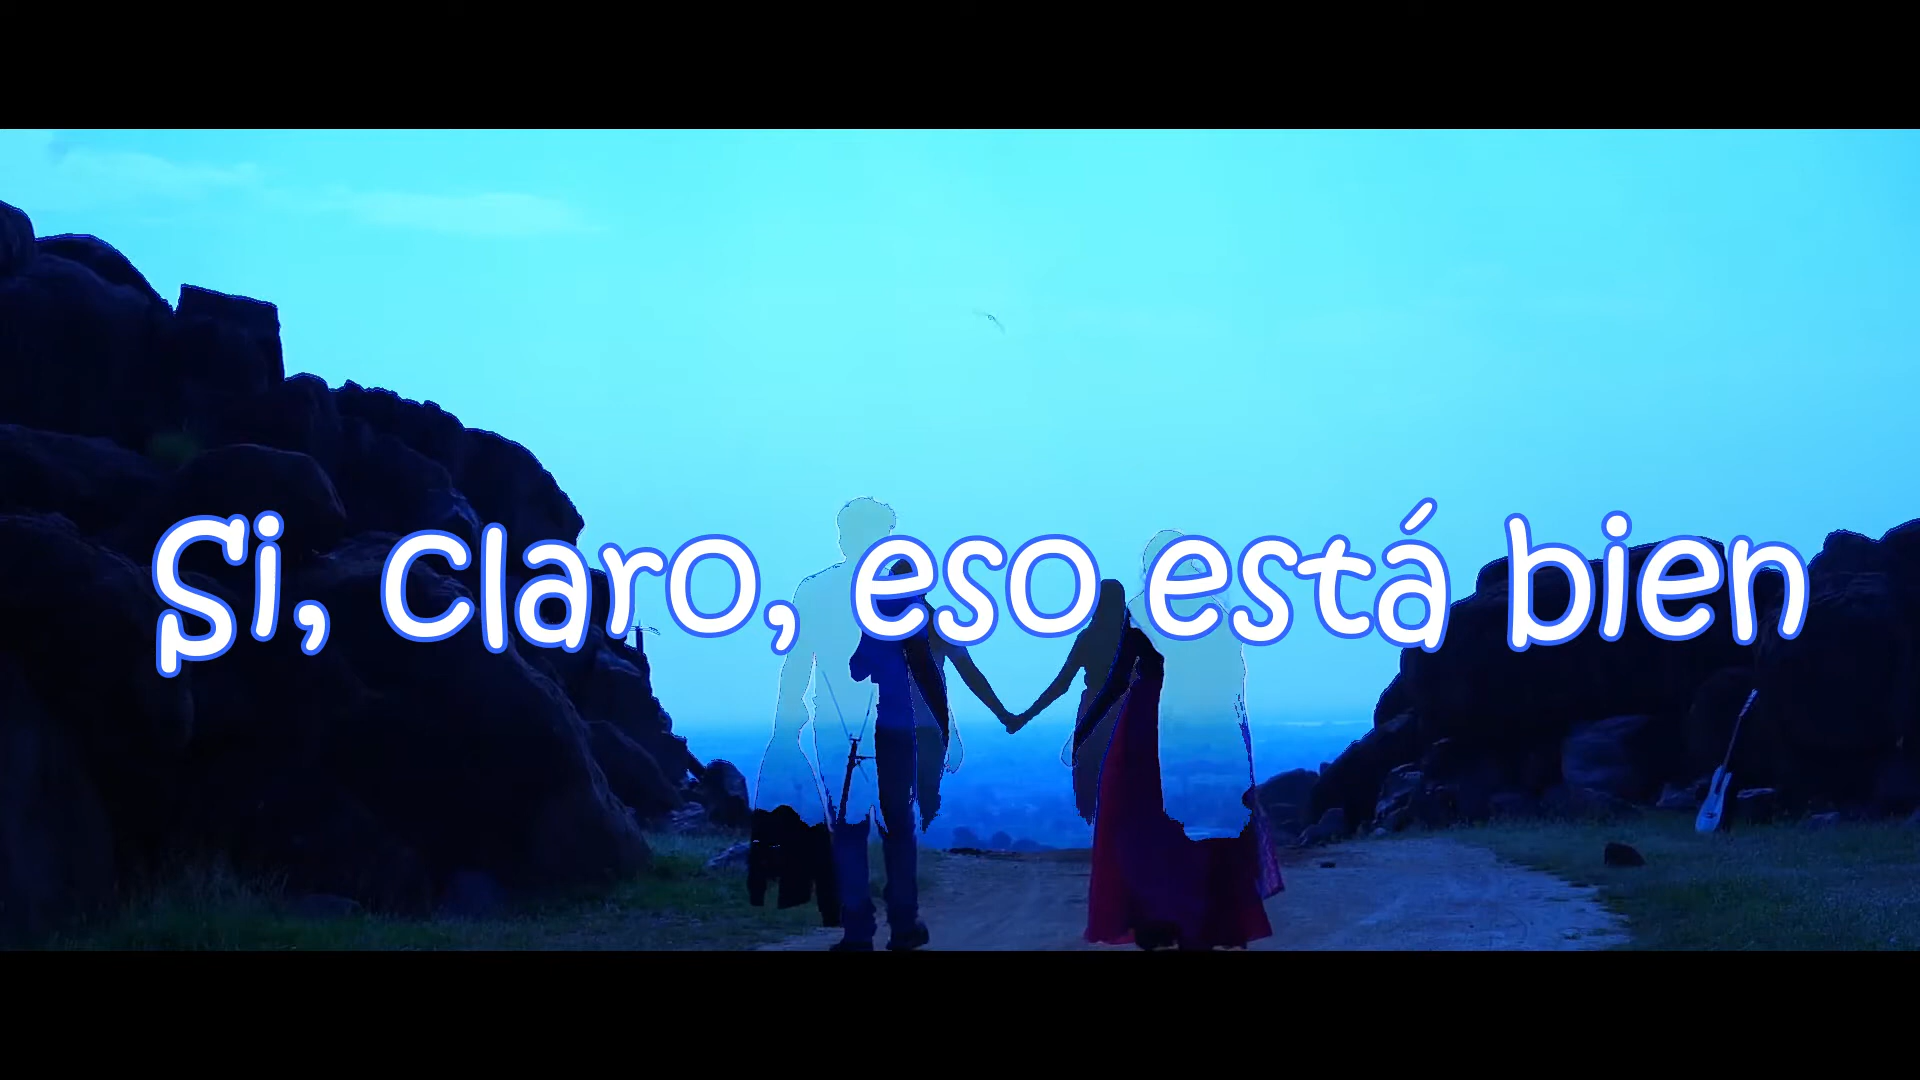 Si, claro, eso está bien